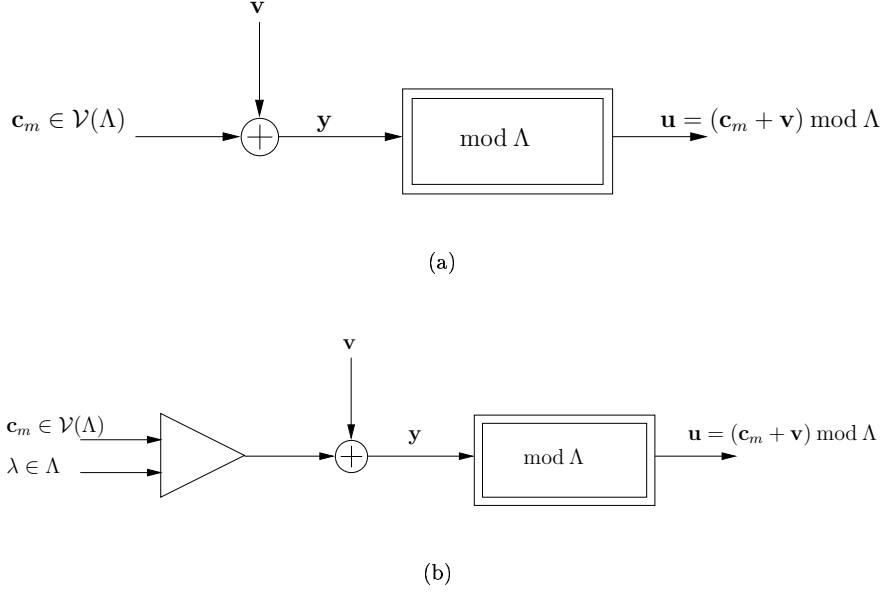 v
c_m ∈ 𝒱(Λ)
y
mod Λ
u = (c_m + v) mod Λ
(a)
v
c_m ∈ 𝒱(Λ)
λ ∈ Λ
y
mod Λ
u = (c_m + v) mod Λ
(b)